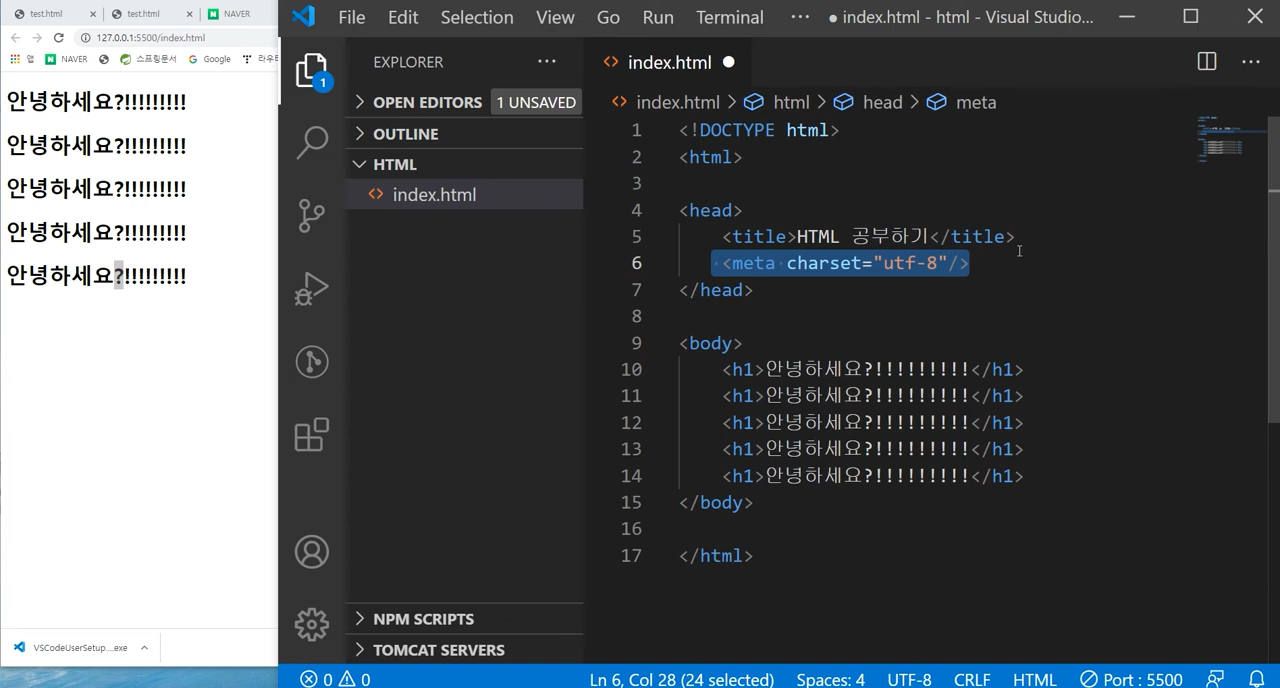 test.html × test.html × NAVER
127.0.0.1:5500/index.html
앱 NAVER 스프링문서 Google 라우터
안녕하세요?!!!!!!!!!
안녕하세요?!!!!!!!!!
안녕하세요?!!!!!!!!!
안녕하세요?!!!!!!!!!
안녕하세요?!!!!!!!!!
VSCodeUserSetup....exe
File Edit Selection View Go Run Terminal ··· ● index.html - html - Visual Studio...
1
EXPLORER ···
OPEN EDITORS 1 UNSAVED
OUTLINE
HTML
<> index.html
NPM SCRIPTS
TOMCAT SERVERS
<> index.html ●
<> index.html > html > head > meta
1 <!DOCTYPE html>
2 <html>
3
4 <head>
5 <title>HTML 공부하기</title>
6 <meta charset="utf-8"/>
7 </head>
8
9 <body>
10 <h1>안녕하세요?!!!!!!!!!</h1>
11 <h1>안녕하세요?!!!!!!!!!</h1>
12 <h1>안녕하세요?!!!!!!!!!</h1>
13 <h1>안녕하세요?!!!!!!!!!</h1>
14 <h1>안녕하세요?!!!!!!!!!</h1>
15 </body>
16
17 </html>
0 0 Ln 6, Col 28 (24 selected) Spaces: 4 UTF-8 CRLF HTML Port : 5500